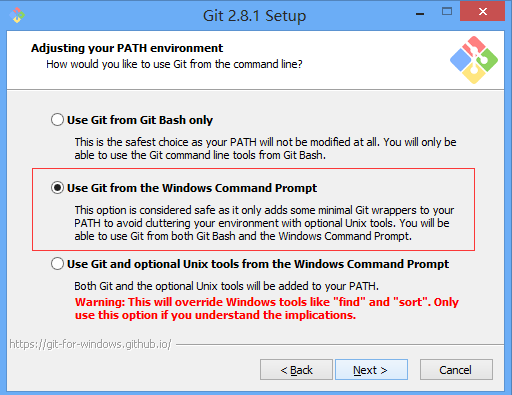 Git 2.8.1 Setup
Adjusting your PATH environment
How would you like to use Git from the command line?
Use Git from Git Bash only
This is the safest choice as your PATH will not be modified at all. You will only be
able to use the Git command line tools from Git Bash.
Use Git from the Windows Command Prompt
This option is considered safe as it only adds some minimal Git wrappers to your
PATH to avoid cluttering your environment with optional Unix tools. You will be
able to use Git from both Git Bash and the Windows Command Prompt.
Use Git and optional Unix tools from the Windows Command Prompt
Both Git and the optional Unix tools will be added to your PATH.
Warning: This will override Windows tools like "find" and "sort". Only
use this option if you understand the implications.
https://git-for-windows.github.io/
< Back Next > Cancel